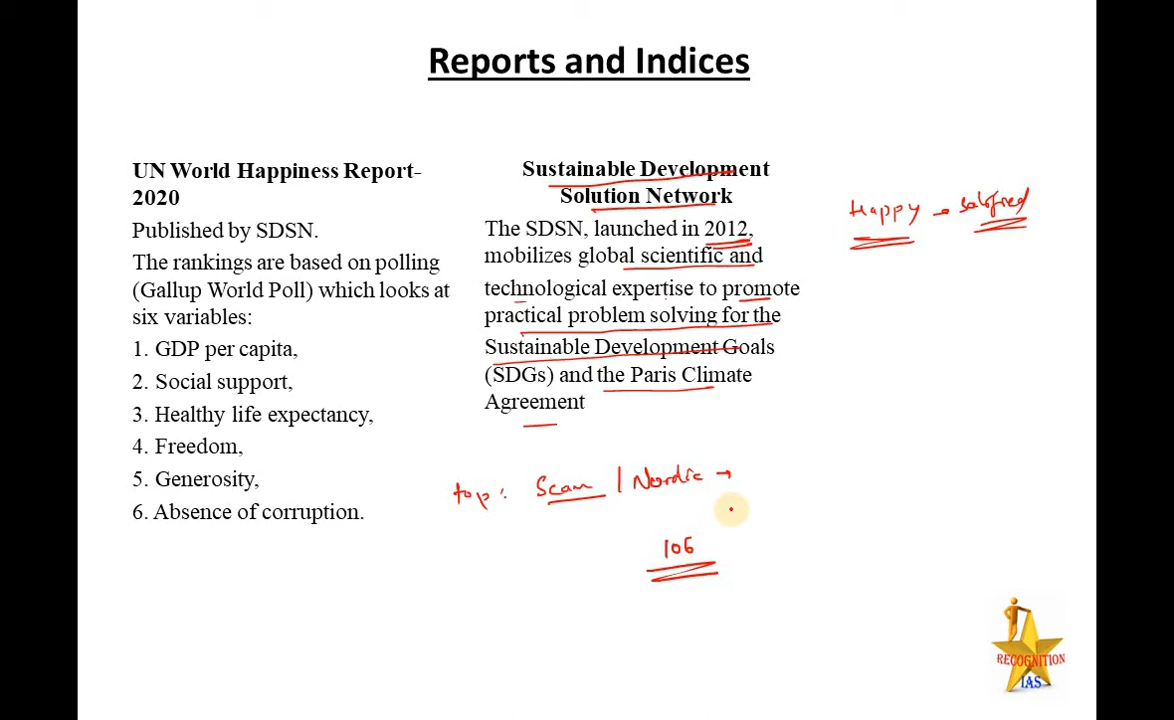 Reports and Indices
UN World Happiness Report-
2020
Published by SDSN.
The rankings are based on polling
(Gallup World Poll) which looks at
six variables:
1. GDP per capita,
2. Social support,
3. Healthy life expectancy,
4. Freedom,
5. Generosity,
6. Absence of corruption.
Sustainable Development
Solution Network
The SDSN, launched in 2012,
mobilizes global scientific and
technological expertise to promote
practical problem solving for the
Sustainable Development Goals
(SDGs) and the Paris Climate
Agreement
Happy → satisfied
top: Scan / Nordic →
106
RECOGNITION
IAS